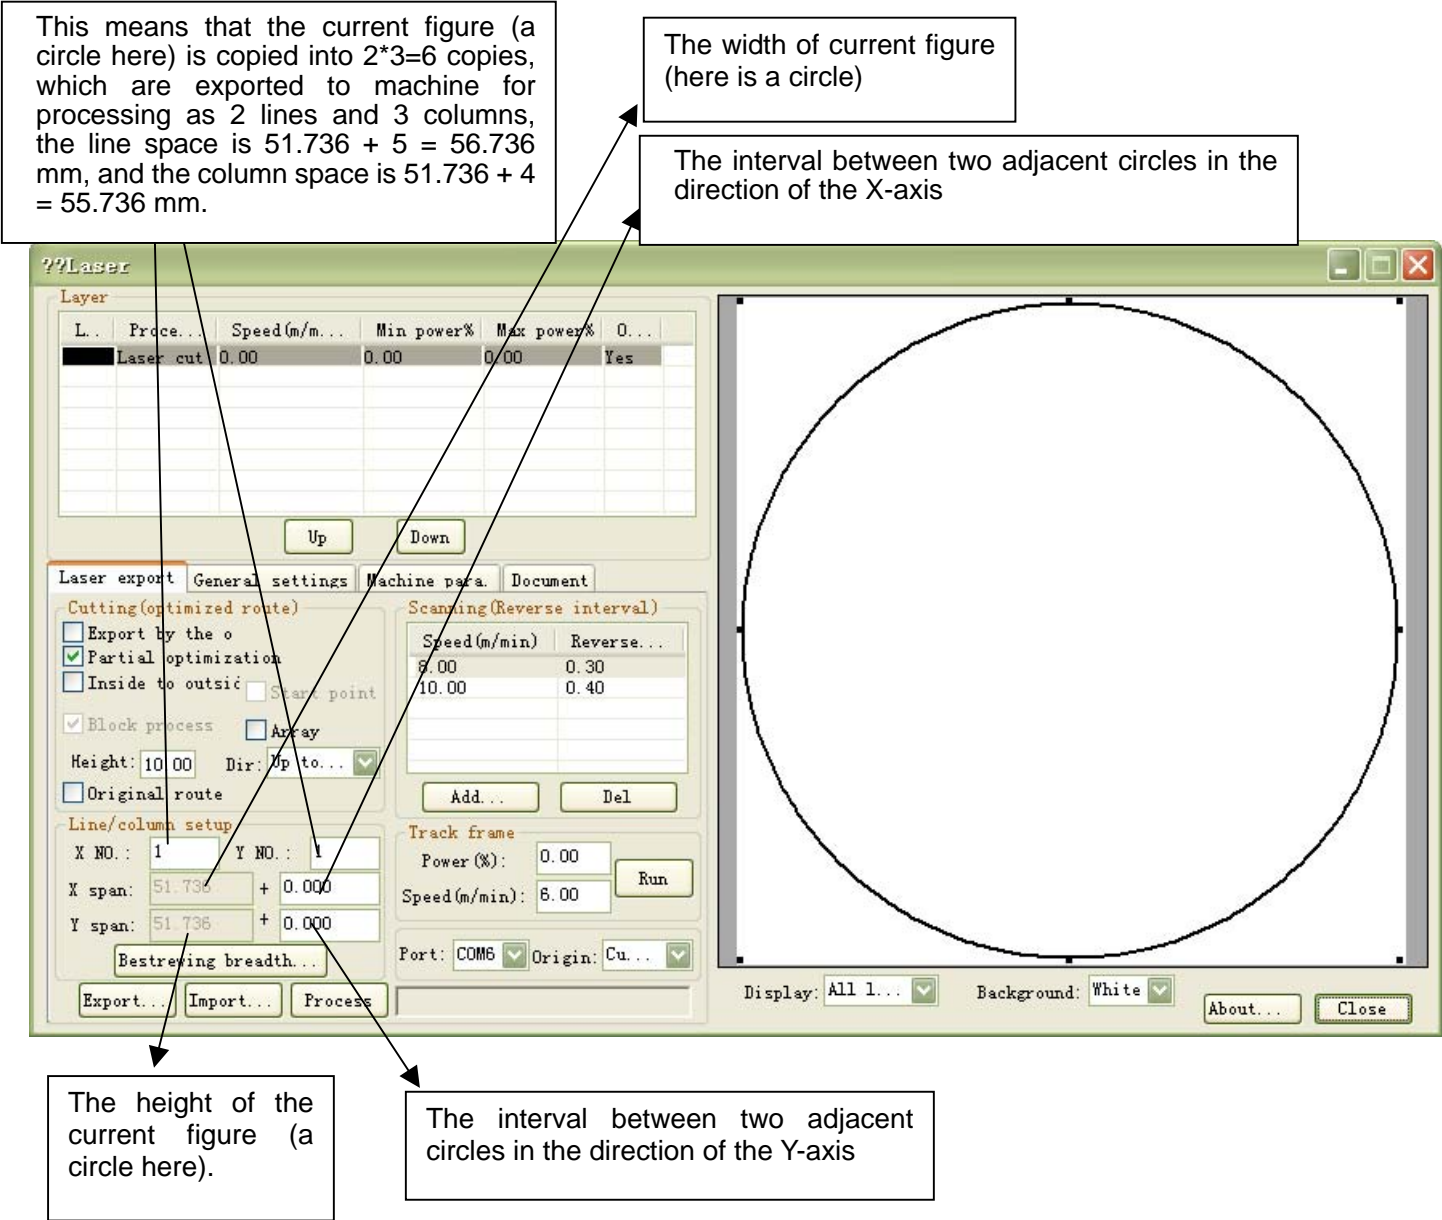 This means that the current figure (a
circle here) is copied into 2*3=6 copies,
which are exported to machine for
processing as 2 lines and 3 columns,
the line space is 51.736 + 5 = 56.736
mm, and the column space is 51.736 + 4
= 55.736 mm.
The width of current figure
(here is a circle)
The interval between two adjacent circles in the
direction of the X-axis
??Laser
Layer
L.. Proce... Speed(m/m... Min power% Max power% O...
Laser cut 0.00 0.00 0.00 Yes
Up Down
Laser export General settings Machine para. Document
Cutting(optimized route)
Export by the o
Partial optimization
Inside to outsid Start point
Block process Array
Height: 10.00 Dir: Up to...
Original route
Scanning(Reverse interval)
Speed(m/min) Reverse...
8.00 0.30
10.00 0.40
Add... Del
Line/column setup
X NO.: 1 Y NO.: 1
X span: 51.736 + 0.000
Y span: 51.736 + 0.000
Bestrewing breadth...
Track frame
Power(%): 0.00
Speed(m/min): 6.00
Run
Port: COM6 Origin: Cu...
Export... Import... Process
Display: All l... Background: White
About... Close
The height of the
current figure (a
circle here).
The interval between two adjacent
circles in the direction of the Y-axis